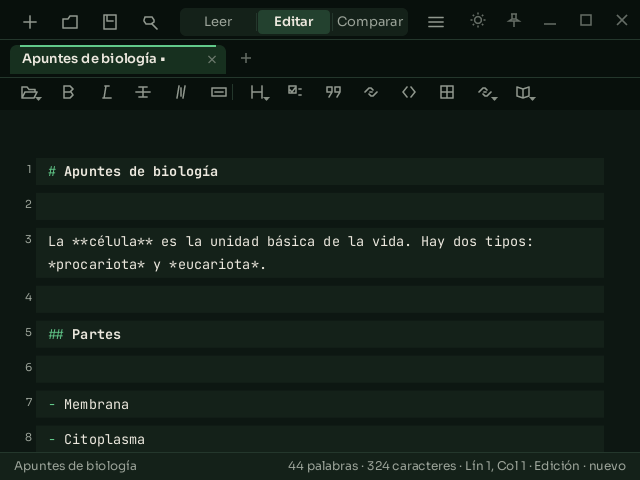 Leer
Editar
Comparar
Apuntes de biología
1
# Apuntes de biología
2
3
La **célula** es la unidad básica de la vida. Hay dos tipos:
*procariota* y *eucariota*.
4
5
## Partes
6
7
- Membrana
8
- Citoplasma
Apuntes de biología
44 palabras · 324 caracteres · Lín 1, Col 1 · Edición · nuevo